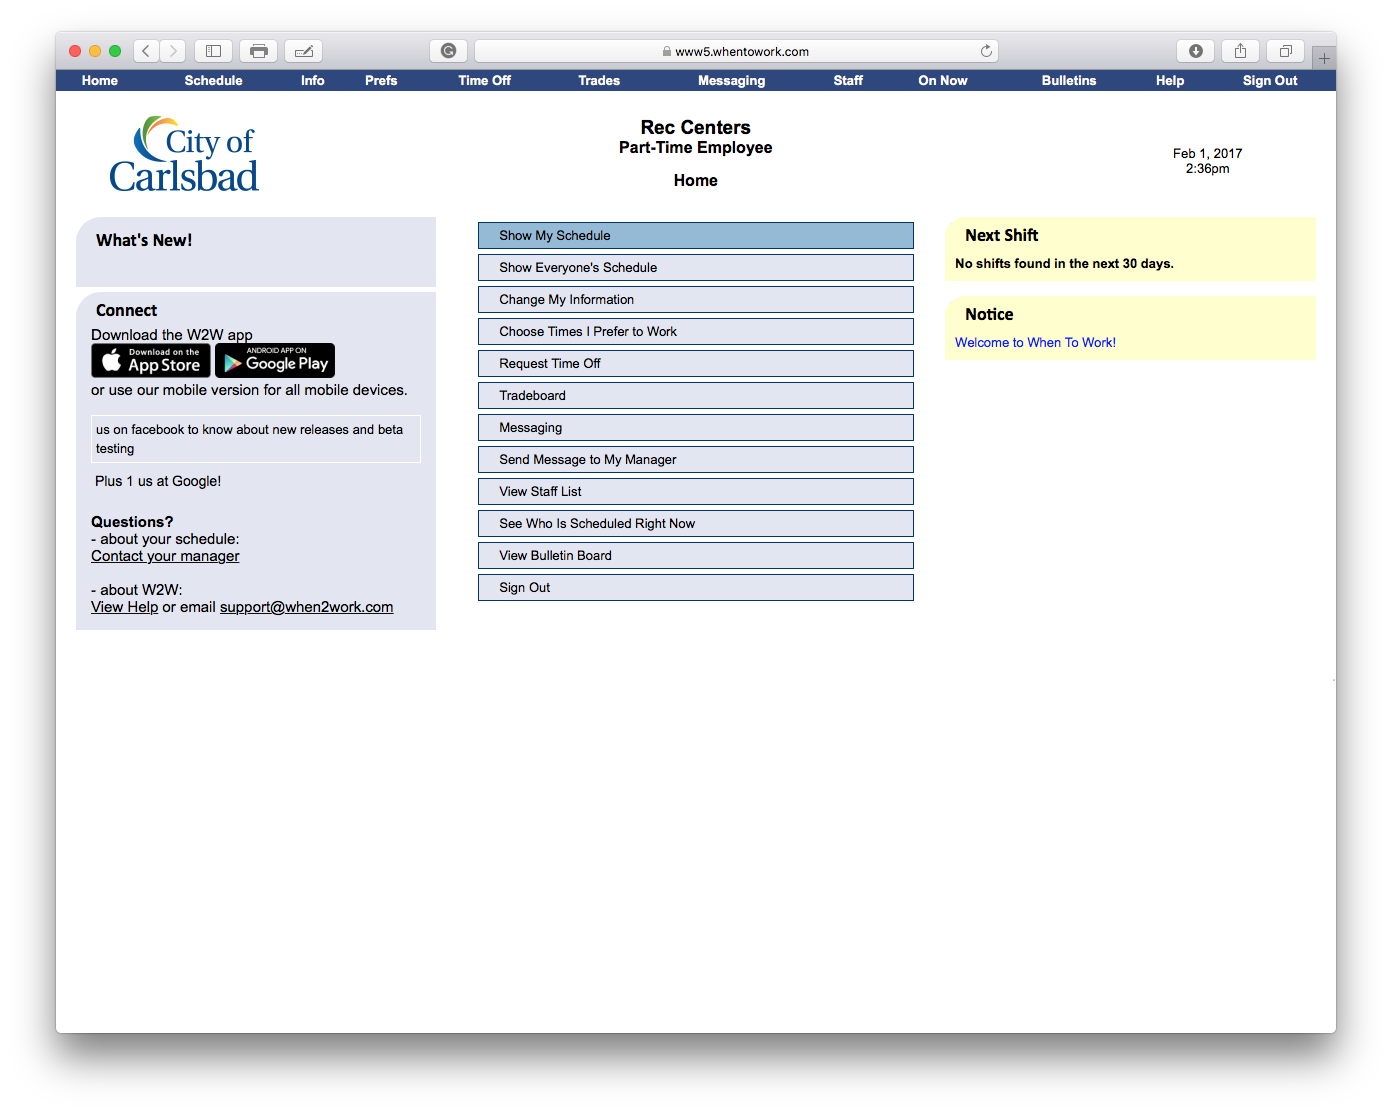 www5.whentowork.com
Home Schedule Info Prefs Time Off Trades Messaging Staff On Now Bulletins Help Sign Out
City of
Carlsbad
Rec Centers
Part-Time Employee
Home
Feb 1, 2017
2:36pm
What's New!
Connect
Download the W2W app
Download on the
App Store
ANDROID APP ON
Google Play
or use our mobile version for all mobile devices.
us on facebook to know about new releases and beta
testing
Plus 1 us at Google!
Questions?
- about your schedule:
Contact your manager
- about W2W:
View Help or email support@when2work.com
Show My Schedule
Show Everyone's Schedule
Change My Information
Choose Times I Prefer to Work
Request Time Off
Tradeboard
Messaging
Send Message to My Manager
View Staff List
See Who Is Scheduled Right Now
View Bulletin Board
Sign Out
Next Shift
No shifts found in the next 30 days.
Notice
Welcome to When To Work!